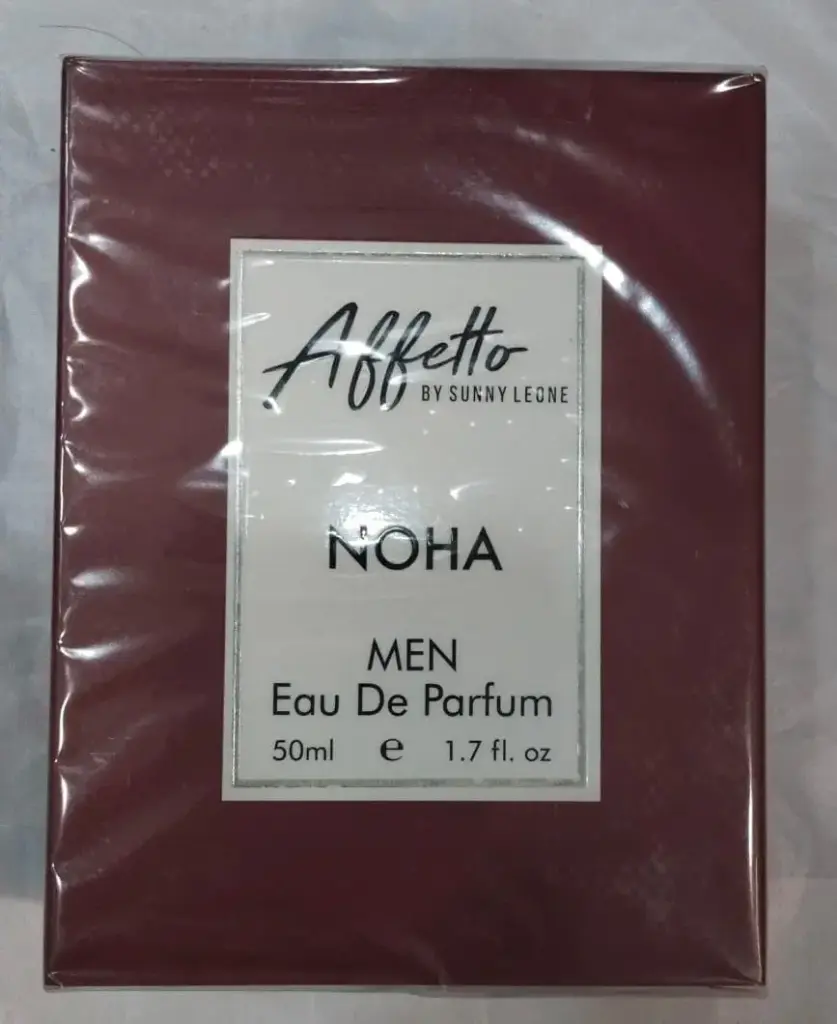 Affetto
BY SUNNY LEONE
NOHA
MEN
Eau De Parfum
50ml e 1.7 fl. oz